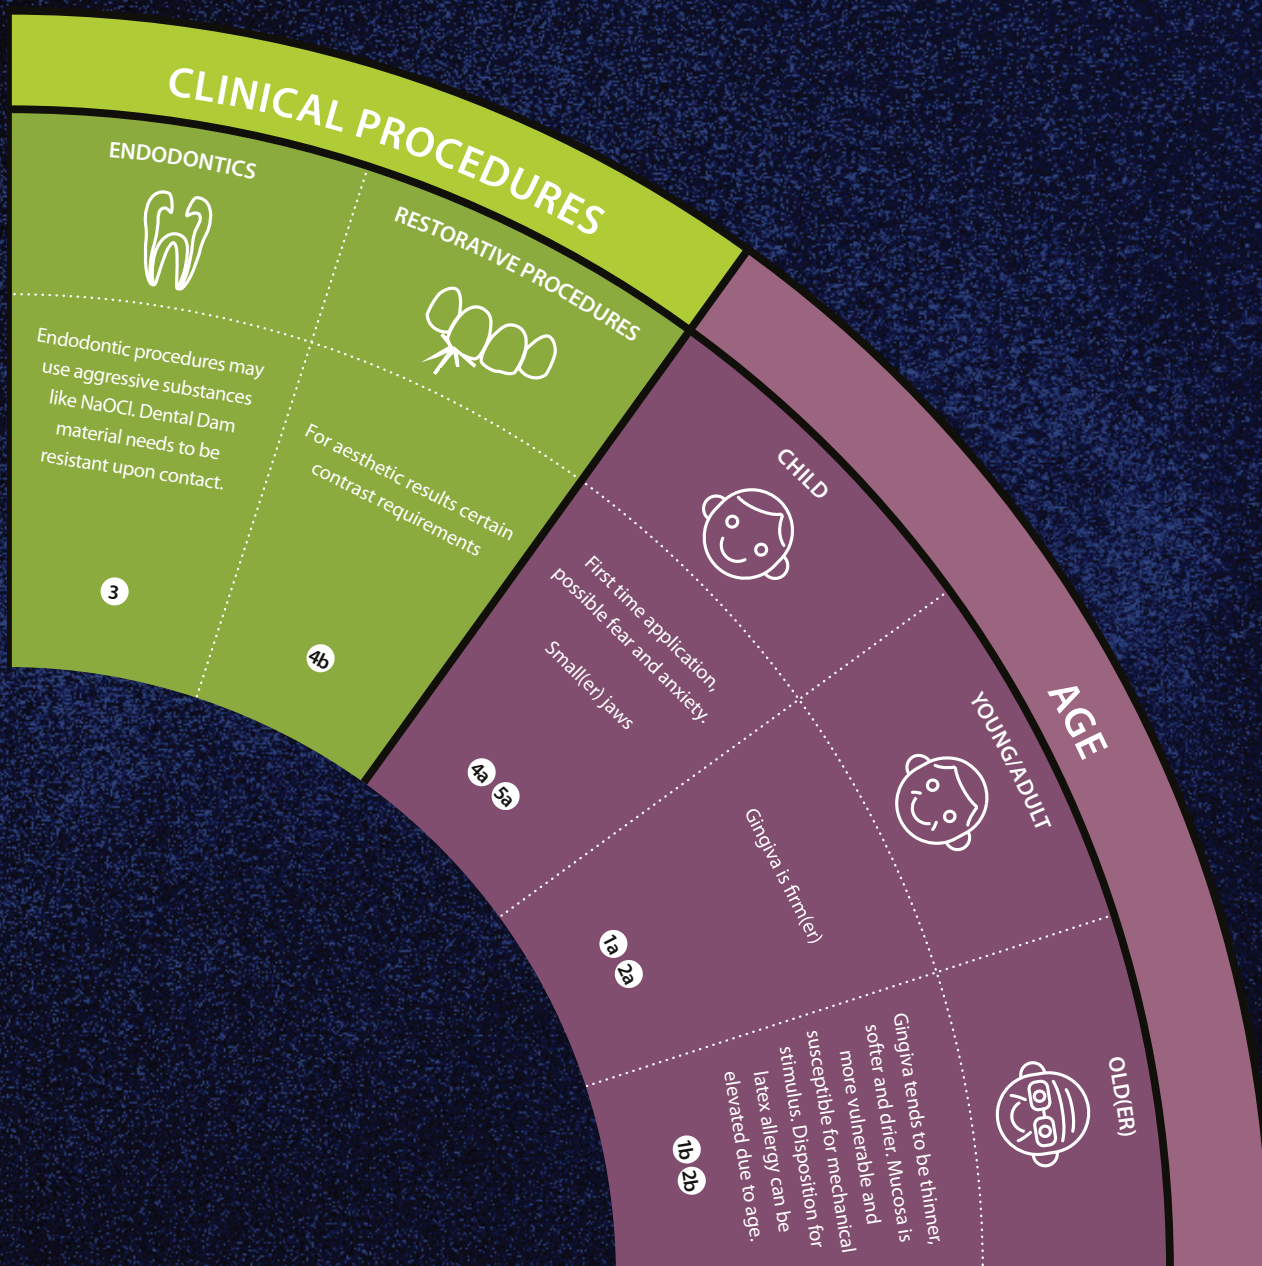 CLINICAL PROCEDURES
ENDODONTICS
Endodontic procedures may
use aggressive substances
like NaOCl. Dental Dam
material needs to be
resistant upon contact.
3
RESTORATIVE PROCEDURES
For aesthetic results certain
contrast requirements
4b
AGE
CHILD
First time application,
possible fear and anxiety.
Small(er) jaws
4a
5a
YOUNG/ADULT
Gingiva is firm(er)
1a
2a
OLD(ER)
Gingiva tends to be thinner,
softer and drier. Mucosa is
more vulnerable and
susceptible for mechanical
stimulus. Disposition for
latex allergy can be
elevated due to age.
1b
2b